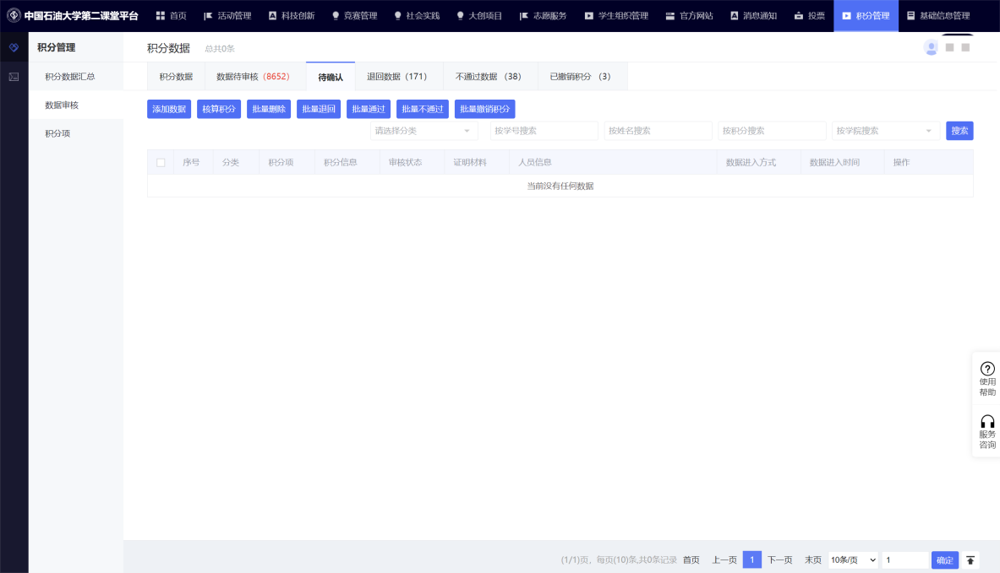 中国石油大学第二课堂平台 首页 活动管理 科技创新 竞赛管理 社会实践 大创项目 志愿服务 学生组织管理 官方网站 消息通知 投票 积分管理 基础信息管理
积分管理
积分数据汇总
数据审核
积分项
积分数据 总共0条
积分数据 数据待审核（8652） 待确认 退回数据（171） 不通过数据（38） 已撤销积分（3）
添加数据 核算积分 批量删除 批量退回 批量通过 批量不通过 批量撤销积分
请选择分类 按学号搜索 按姓名搜索 按积分搜索 按学院搜索 搜索
序号 分类 积分项 积分信息 审核状态 证明材料 人员信息 数据进入方式 数据进入时间 操作
当前没有任何数据
使用
帮助
服务
咨询
(1/1)页，每页(10)条,共0条记录 首页 上一页 1 下一页 末页 10条/页 1 确定